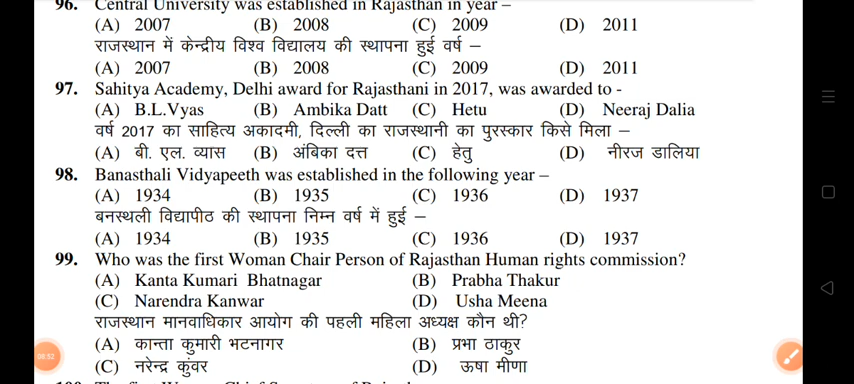 96. Central University was established in Rajasthan in year –
(A) 2007 (B) 2008 (C) 2009 (D) 2011
राजस्थान में केन्द्रीय विश्व विद्यालय की स्थापना हुई वर्ष –
(A) 2007 (B) 2008 (C) 2009 (D) 2011
97. Sahitya Academy, Delhi award for Rajasthani in 2017, was awarded to -
(A) B.L.Vyas (B) Ambika Datt (C) Hetu (D) Neeraj Dalia
वर्ष 2017 का साहित्य अकादमी, दिल्ली का राजस्थानी का पुरस्कार किसे मिला –
(A) बी. एल. व्यास (B) अंबिका दत्त (C) हेतु (D) नीरज डालिया
98. Banasthali Vidyapeeth was established in the following year –
(A) 1934 (B) 1935 (C) 1936 (D) 1937
बनस्थली विद्यापीठ की स्थापना निम्न वर्ष में हुई –
(A) 1934 (B) 1935 (C) 1936 (D) 1937
99. Who was the first Woman Chair Person of Rajasthan Human rights commission?
(A) Kanta Kumari Bhatnagar (B) Prabha Thakur
(C) Narendra Kanwar (D) Usha Meena
राजस्थान मानवाधिकार आयोग की पहली महिला अध्यक्ष कौन थी?
(A) कान्ता कुमारी भटनागर (B) प्रभा ठाकुर
08:52
(C) नरेन्द्र कुंवर (D) ऊषा मीणा